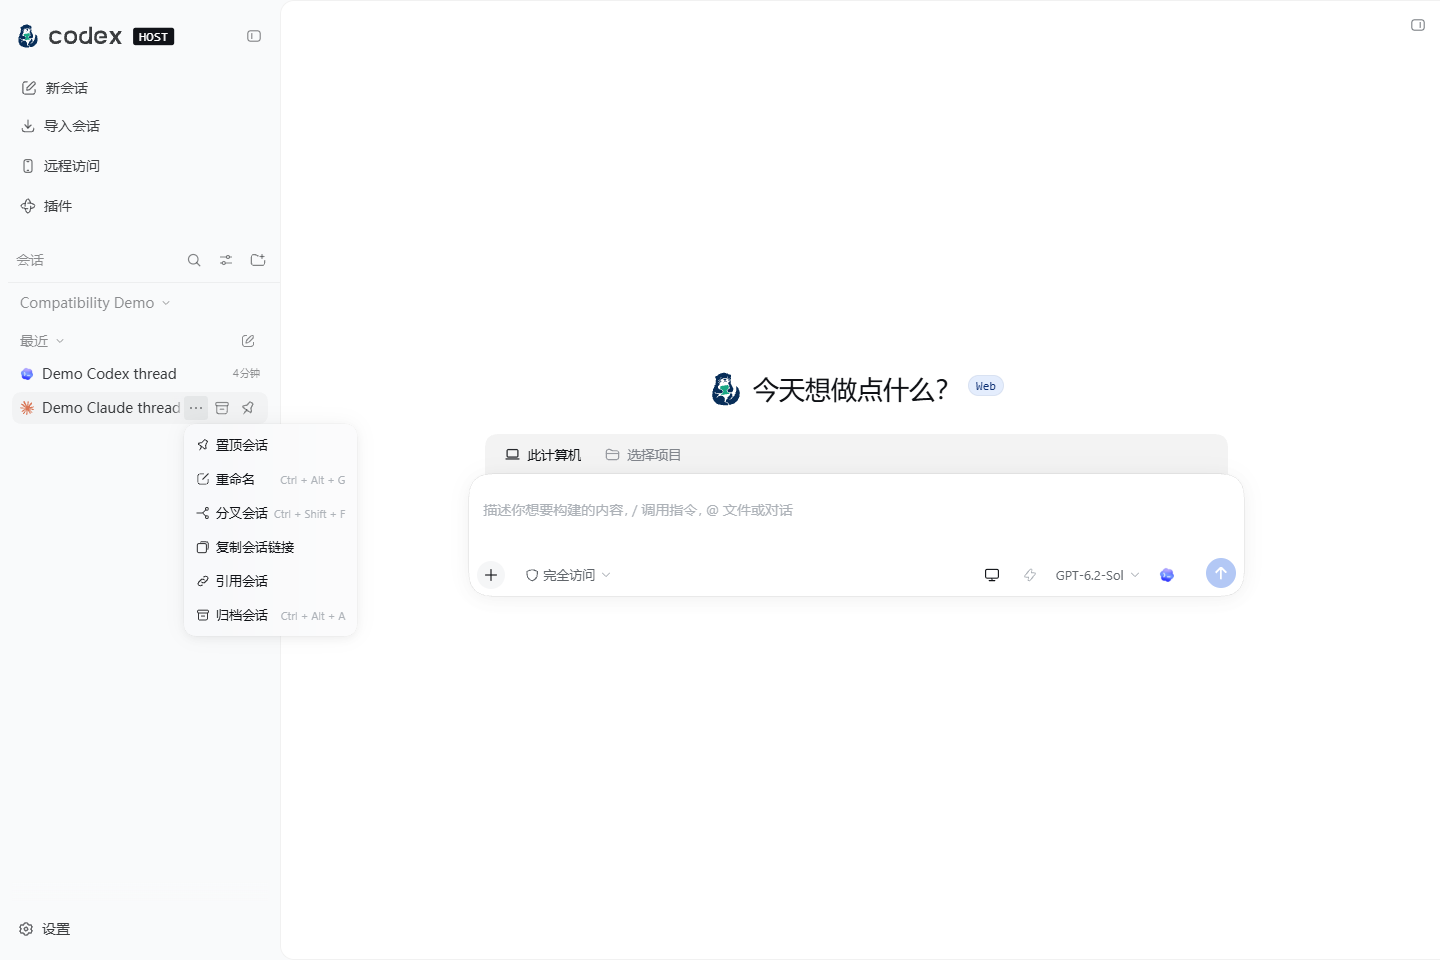 codex HOST
新会话
导入会话
远程访问
插件
会话
Compatibility Demo
最近
Demo Codex thread 4分钟
Demo Claude thread
置顶会话
重命名 Ctrl + Alt + G
分叉会话 Ctrl + Shift + F
复制会话链接
引用会话
归档会话 Ctrl + Alt + A
设置
今天想做点什么？ Web
此计算机 选择项目
描述你想要构建的内容, / 调用指令, @ 文件或对话
完全访问 GPT-6.2-Sol